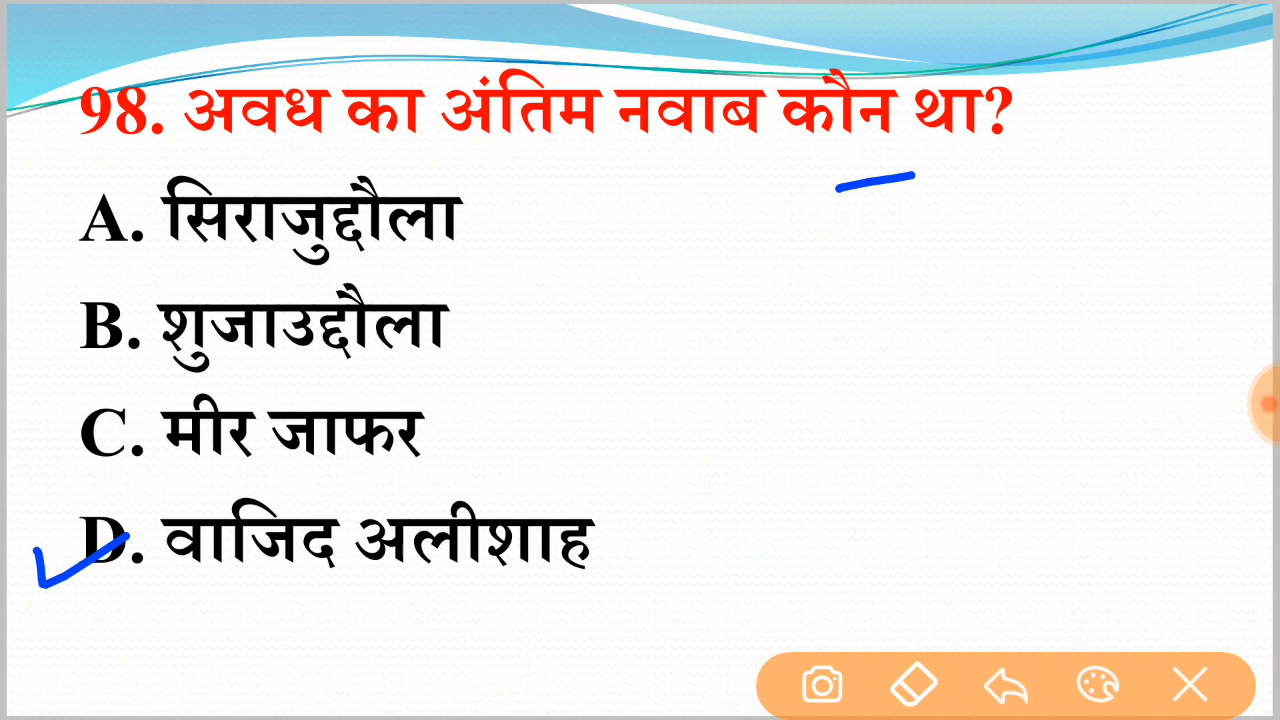 98. अवध का अंतिम नवाब कौन था?
A. सिराजुद्दौला
B. शुजाउद्दौला
C. मीर जाफर
D. वाजिद अलीशाह